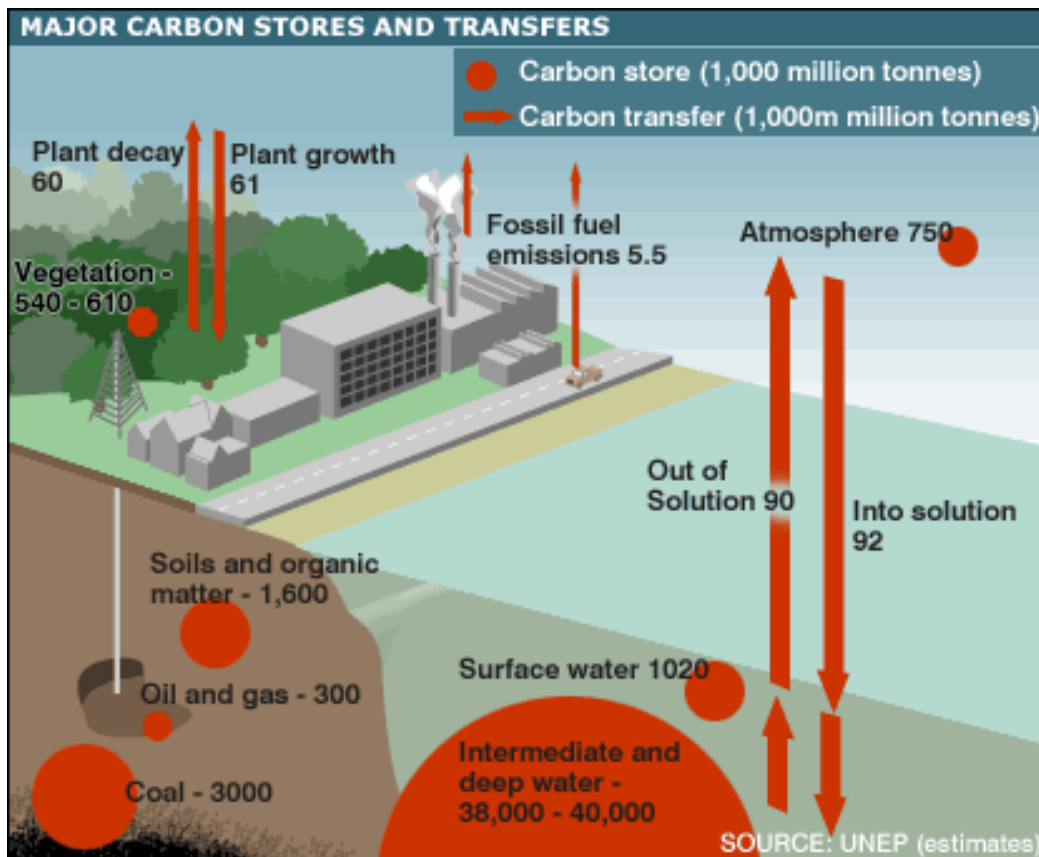 MAJOR CARBON STORES AND TRANSFERS
Carbon store (1,000 million tonnes)
Carbon transfer (1,000m million tonnes)
Plant decay
60
Plant growth
61
Fossil fuel
emissions 5.5
Atmosphere 750
Vegetation -
540 - 610
Out of
Solution 90
Into solution
92
Soils and organic
matter - 1,600
Surface water 1020
Oil and gas - 300
Intermediate and
deep water -
38,000 - 40,000
Coal - 3000
SOURCE: UNEP (estimates)